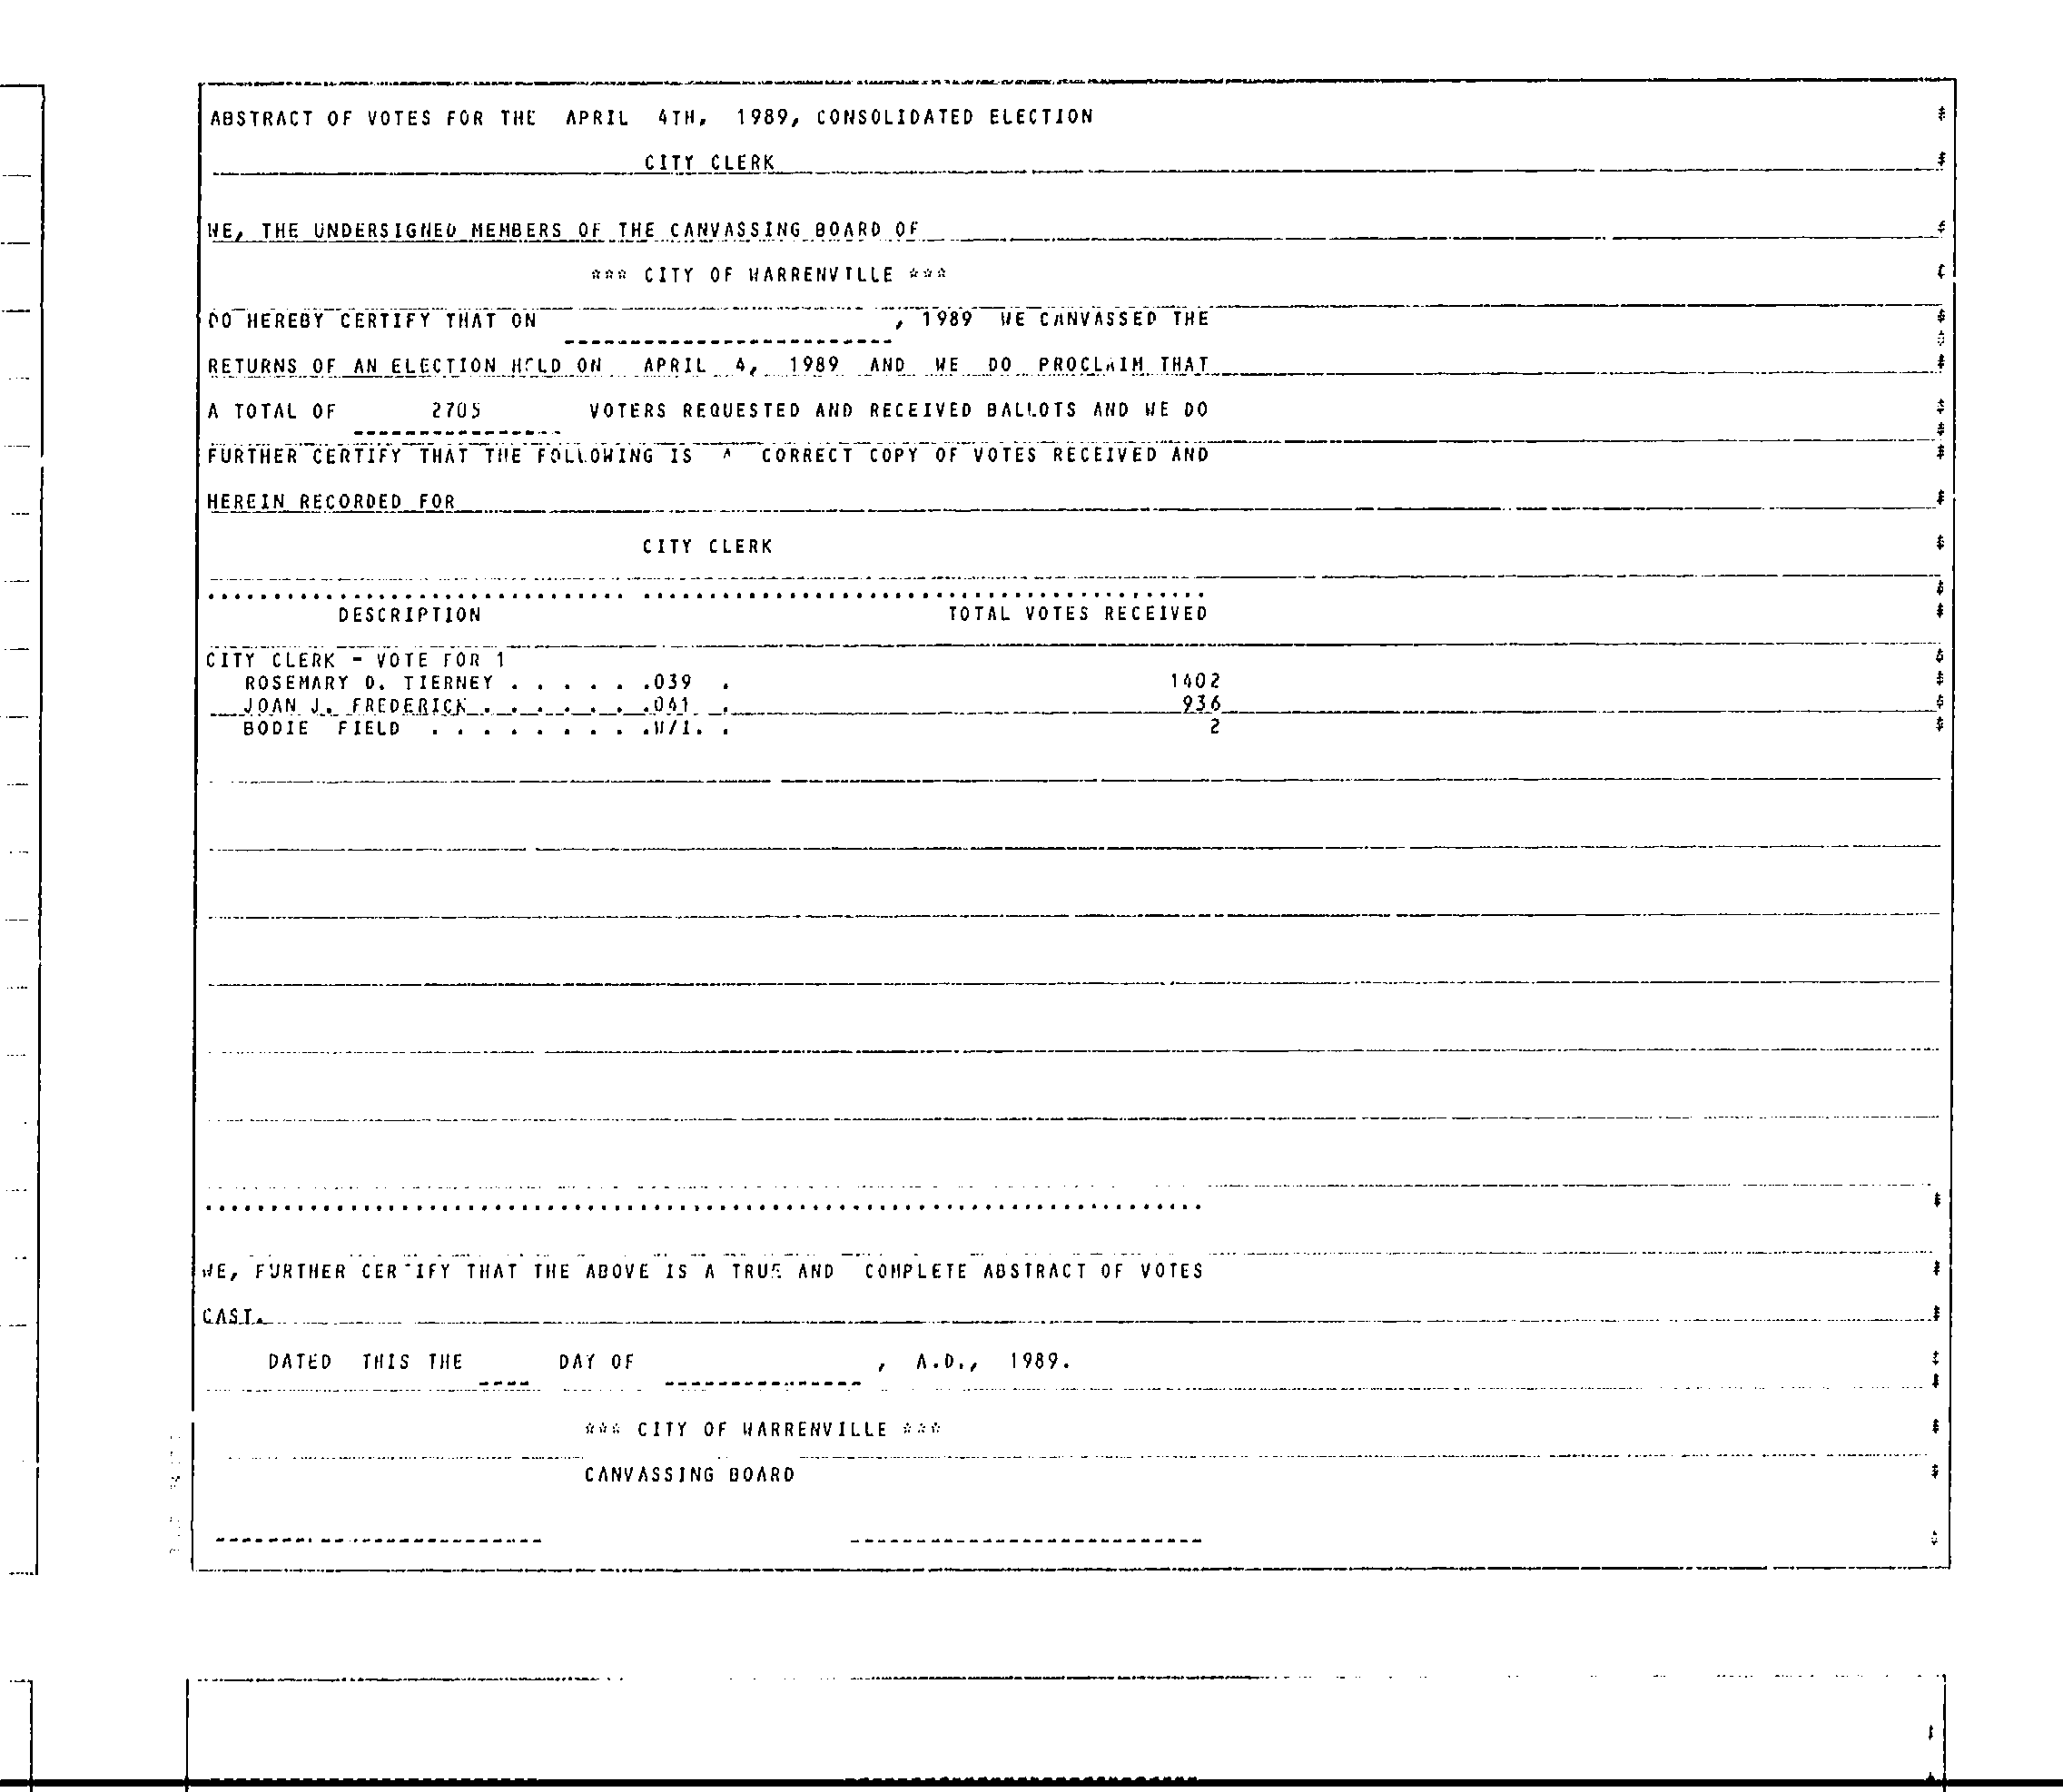 ABSTRACT OF VOTES FOR THE APRIL 4TH, 1989, CONSOLIDATED ELECTION
CITY CLERK
WE, THE UNDERSIGNED MEMBERS OF THE CANVASSING BOARD OF
*** CITY OF WARRENVILLE ***
DO HEREBY CERTIFY THAT ON , 1989 WE CANVASSED THE
RETURNS OF AN ELECTION HELD ON APRIL 4, 1989 AND WE DO PROCLAIM THAT
A TOTAL OF 2705 VOTERS REQUESTED AND RECEIVED BALLOTS AND WE DO
FURTHER CERTIFY THAT THE FOLLOWING IS A CORRECT COPY OF VOTES RECEIVED AND
HEREIN RECORDED FOR
CITY CLERK
DESCRIPTION TOTAL VOTES RECEIVED
CITY CLERK - VOTE FOR 1
ROSEMARY D. TIERNEY . . . . . .039 . 1402
JOAN J. FREDERICK . . . . . . .041 . 936
BODIE FIELD . . . . . . . . .W/I. . 2
WE, FURTHER CERTIFY THAT THE ABOVE IS A TRUE AND COMPLETE ABSTRACT OF VOTES
CAST.
DATED THIS THE DAY OF , A.D., 1989.
*** CITY OF WARRENVILLE ***
CANVASSING BOARD